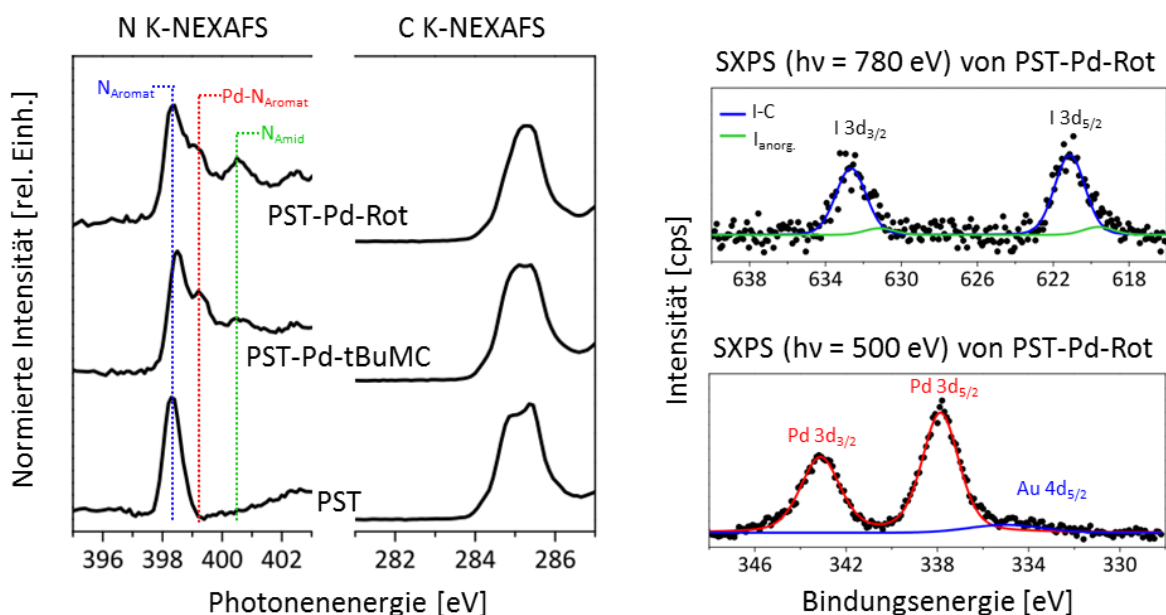 N K-NEXAFS
C K-NEXAFS
Normierte Intensität [rel. Einh.]
N_Aromat
Pd-N_Aromat
N_Amid
PST-Pd-Rot
PST-Pd-tBuMC
PST
396 398 400 402
282 284 286
Photonenenergie [eV]
SXPS (hν = 780 eV) von PST-Pd-Rot
I-C
I_anorg.
I 3d_3/2
I 3d_5/2
638 634 630 622 618
Intensität [cps]
SXPS (hν = 500 eV) von PST-Pd-Rot
Pd 3d_5/2
Pd 3d_3/2
Au 4d_5/2
346 342 338 334 330
Bindungsenergie [eV]